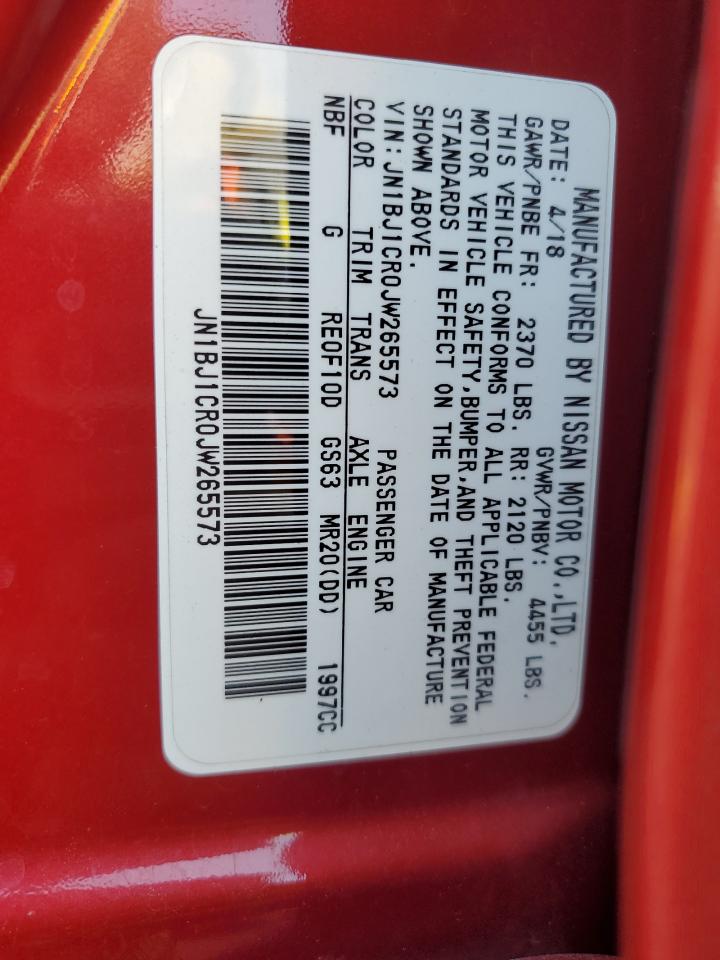 MANUFACTURED BY NISSAN MOTOR CO.,LTD.
DATE: 4/18 GVWR/PNBV: 4455 LBS.
GAWR/PNBE FR: 2370 LBS. RR: 2120 LBS.
THIS VEHICLE CONFORMS TO ALL APPLICABLE FEDERAL
MOTOR VEHICLE SAFETY,BUMPER,AND THEFT PREVENTION
STANDARDS IN EFFECT ON THE DATE OF MANUFACTURE
SHOWN ABOVE.
VIN: JN1BJ1CR0JW265573 PASSENGER CAR
COLOR TRIM TRANS AXLE ENGINE
NBF G RE0F10D GS63 MR20(DD) 1997CC
JN1BJ1CR0JW265573